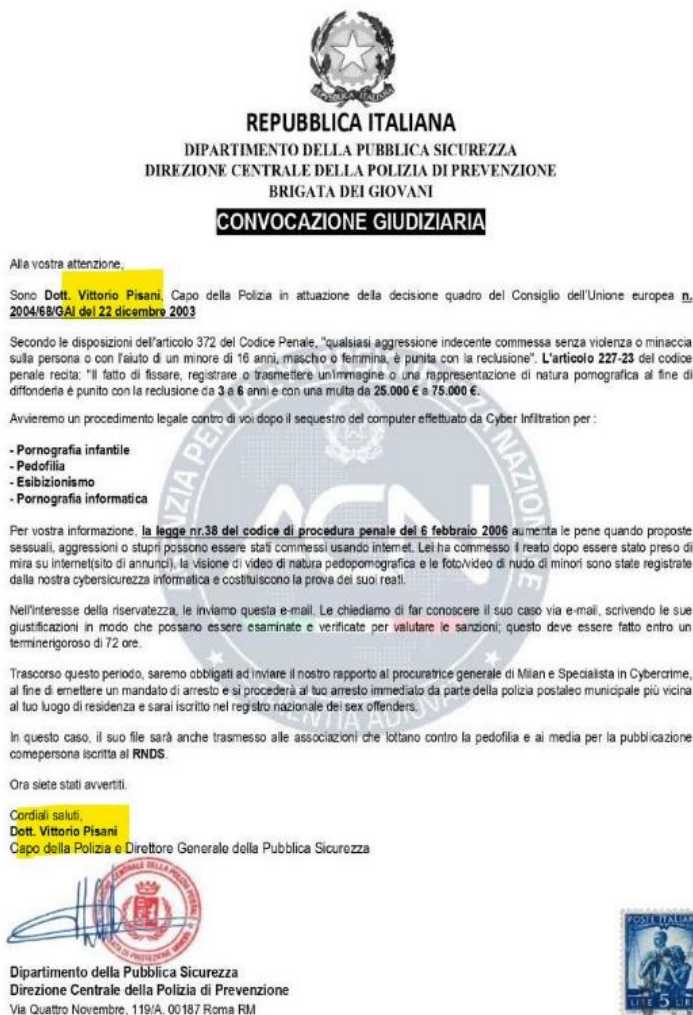 REPUBBLICA ITALIANA
DIPARTIMENTO DELLA PUBBLICA SICUREZZA
DIREZIONE CENTRALE DELLA POLIZIA DI PREVENZIONE
BRIGATA DEI GIOVANI
CONVOCAZIONE GIUDIZIARIA
Alla vostra attenzione,
Sono Dott. Vittorio Pisani, Capo della Polizia in attuazione della decisione quadro del Consiglio dell'Unione europea n.
2004/68/GAI del 22 dicembre 2003
Secondo le disposizioni dell'articolo 372 del Codice Penale, "qualsiasi aggressione indecente commessa senza violenza o minaccia
sulla persona o con l'aiuto di un minore di 16 anni, maschio o femmina, è punita con la reclusione". L'articolo 227-23 del codice
penale recita: "Il fatto di fissare, registrare o trasmettere un'immagine o una rappresentazione di natura pornografica al fine di
diffonderla è punito con la reclusione da 3 a 6 anni e con una multa da 25.000 € a 75.000 €.
Avvieremo un procedimento legale contro di voi dopo il sequestro del computer effettuato da Cyber Infiltration per :
- Pornografia infantile
- Pedofilia
- Esibizionismo
- Pornografia informatica
Per vostra informazione, la legge nr.38 del codice di procedura penale del 6 febbraio 2006 aumenta le pene quando proposte
sessuali, aggressioni o stupri possono essere stati commessi usando internet. Lei ha commesso il reato dopo essere stato preso di
mira su internet(sito di annunci), la visione di video di natura pedopornografica e le foto/video di nudo di minori sono state registrate
dalla nostra cybersicurezza informatica e costituiscono la prova dei suoi reati.
Nell'interesse della riservatezza, le inviamo questa e-mail. Le chiediamo di far conoscere il suo caso via e-mail, scrivendo le sue
giustificazioni in modo che possano essere esaminate e verificate per valutare le sanzioni; questo deve essere fatto entro un
terminerigoroso di 72 ore.
Trascorso questo periodo, saremo obbligati ad inviare il nostro rapporto al procuratrice generale di Milan e Specialista in Cybercrime,
al fine di emettere un mandato di arresto e si procederà al tuo arresto immediato da parte della polizia postaleo municipale più vicina
al tuo luogo di residenza e sarai iscritto nel registro nazionale dei sex offenders.
In questo caso, il suo file sarà anche trasmesso alle associazioni che lottano contro la pedofilia e ai media per la pubblicazione
comepersona iscritta al RNDS.
Ora siete stati avvertiti.
Cordiali saluti,
Dott. Vittorio Pisani
Capo della Polizia e Direttore Generale della Pubblica Sicurezza
Dipartimento della Pubblica Sicurezza
Direzione Centrale della Polizia di Prevenzione
Via Quattro Novembre, 119/A, 00187 Roma RM
POSTE ITALIAN
LIRE 5 LIRE
ACN